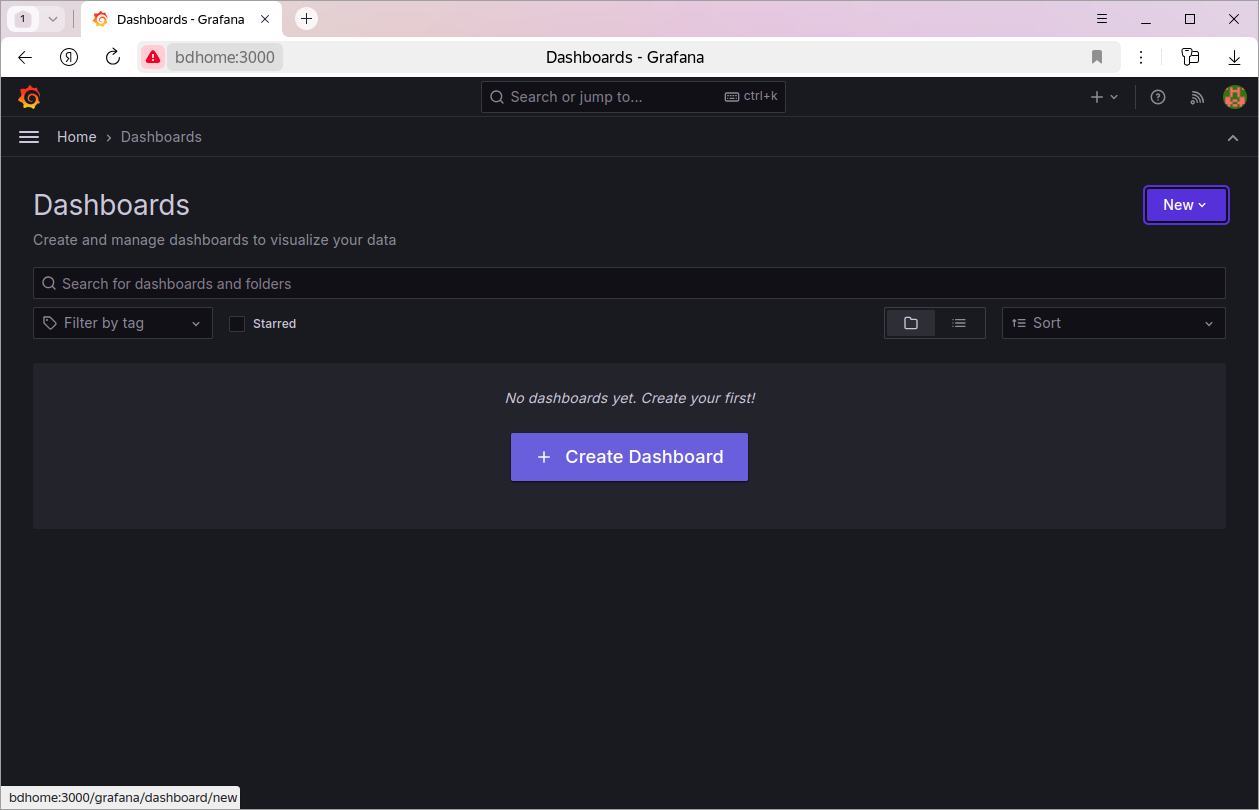 1
Dashboards - Grafana
Я
bdhome:3000
Dashboards - Grafana
Search or jump to...
ctrl+k
Home › Dashboards
Dashboards
New
Create and manage dashboards to visualize your data
Search for dashboards and folders
Filter by tag
Starred
Sort
No dashboards yet. Create your first!
+ Create Dashboard
bdhome:3000/grafana/dashboard/new